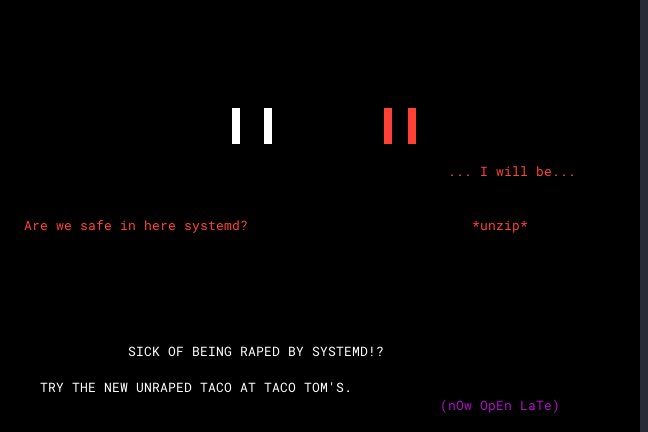 ... I will be...
Are we safe in here systemd? *unzip*
SICK OF BEING RAPED BY SYSTEMD!?
TRY THE NEW UNRAPED TACO AT TACO TOM'S.
(nOw OpEn LaTe)